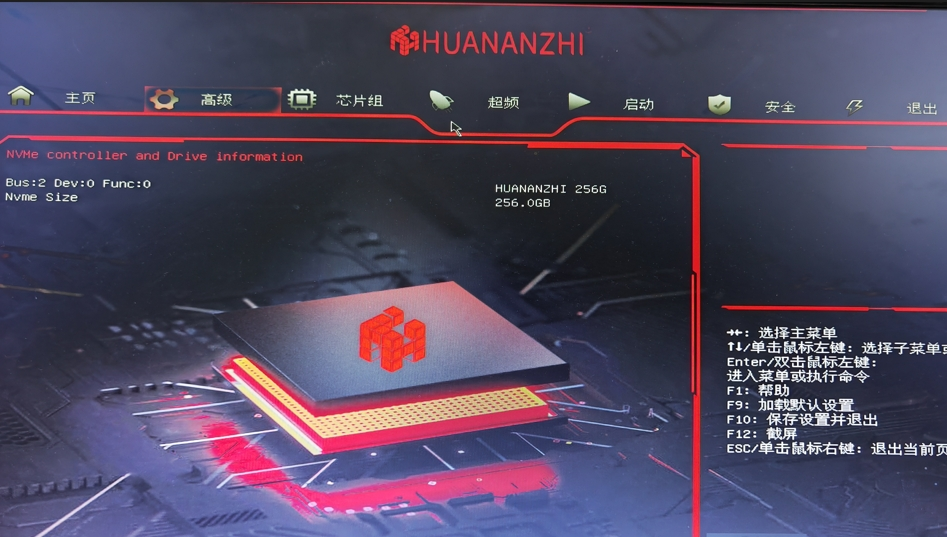 HUANANZHI
主页 高级 芯片组 超频 启动 安全 退出
NVMe controller and Drive information
Bus:2 Dev:0 Func:0 HUANANZHI 256G
Nvme Size 256.0GB
→←: 选择主菜单
↑↓/单击鼠标左键: 选择子菜单或
Enter/双击鼠标左键:
进入菜单或执行命令
F1: 帮助
F9: 加载默认设置
F10: 保存设置并退出
F12: 截屏
ESC/单击鼠标右键: 退出当前页